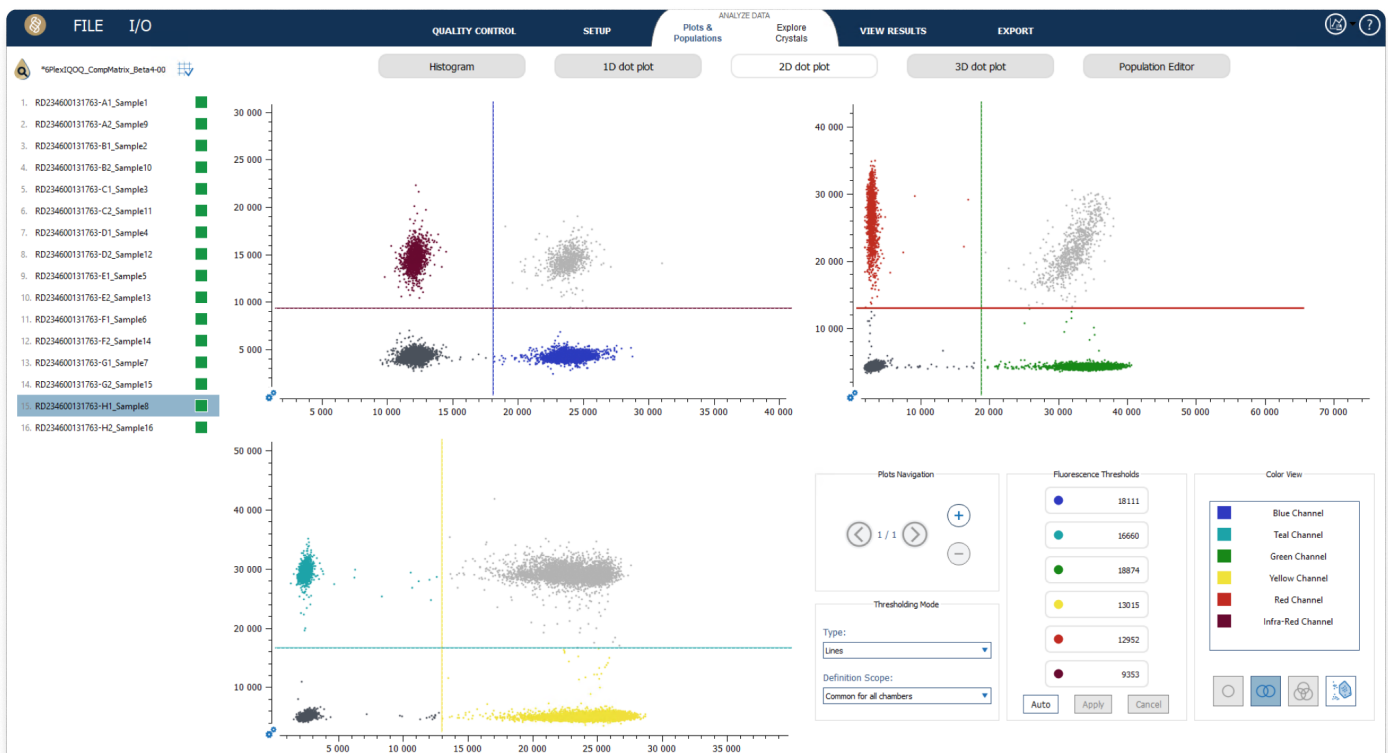 FILE I/O
ANALYZE DATA
QUALITY CONTROL SETUP Plots & Populations Explore Crystals VIEW RESULTS EXPORT
?
*6PlexIQOQ_CompMatrix_Beta4-00
Histogram 1D dot plot 2D dot plot 3D dot plot Population Editor
1. RD234600131763-A1_Sample1
2. RD234600131763-A2_Sample9
3. RD234600131763-B1_Sample2
4. RD234600131763-B2_Sample10
5. RD234600131763-C1_Sample3
6. RD234600131763-C2_Sample11
7. RD234600131763-D1_Sample4
8. RD234600131763-D2_Sample12
9. RD234600131763-E1_Sample5
10. RD234600131763-E2_Sample13
11. RD234600131763-F1_Sample6
12. RD234600131763-F2_Sample14
13. RD234600131763-G1_Sample7
14. RD234600131763-G2_Sample15
15. RD234600131763-H1_Sample8
16. RD234600131763-H2_Sample16
30 000
25 000
20 000
15 000
10 000
5 000
5 000 10 000 15 000 20 000 25 000 30 000 35 000 40 000
40 000
30 000
20 000
10 000
10 000 20 000 30 000 40 000 50 000 60 000 70 000
50 000
40 000
30 000
20 000
10 000
5 000 10 000 15 000 20 000 25 000 30 000 35 000
Plots Navigation
1 / 1
Thresholding Mode
Type:
Lines
Definition Scope:
Common for all chambers
Fluorescence Thresholds
18111
16660
18874
13015
12952
9353
Auto Apply Cancel
Color View
Blue Channel
Teal Channel
Green Channel
Yellow Channel
Red Channel
Infra-Red Channel